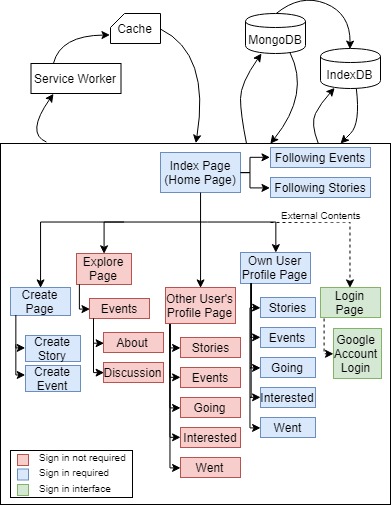 Cache
MongoDB
Service Worker
IndexDB
Index Page
(Home Page)
Following Events
Following Stories
External Contents
Explore
Page
Own User
Profile Page
Create
Page
Events
Other User's
Profile Page
Stories
Login
Page
Create
Story
About
Stories
Events
Google
Account
Login
Create
Event
Discussion
Events
Going
Going
Interested
Interested
Went
Went
Sign in not required
Sign in required
Sign in interface